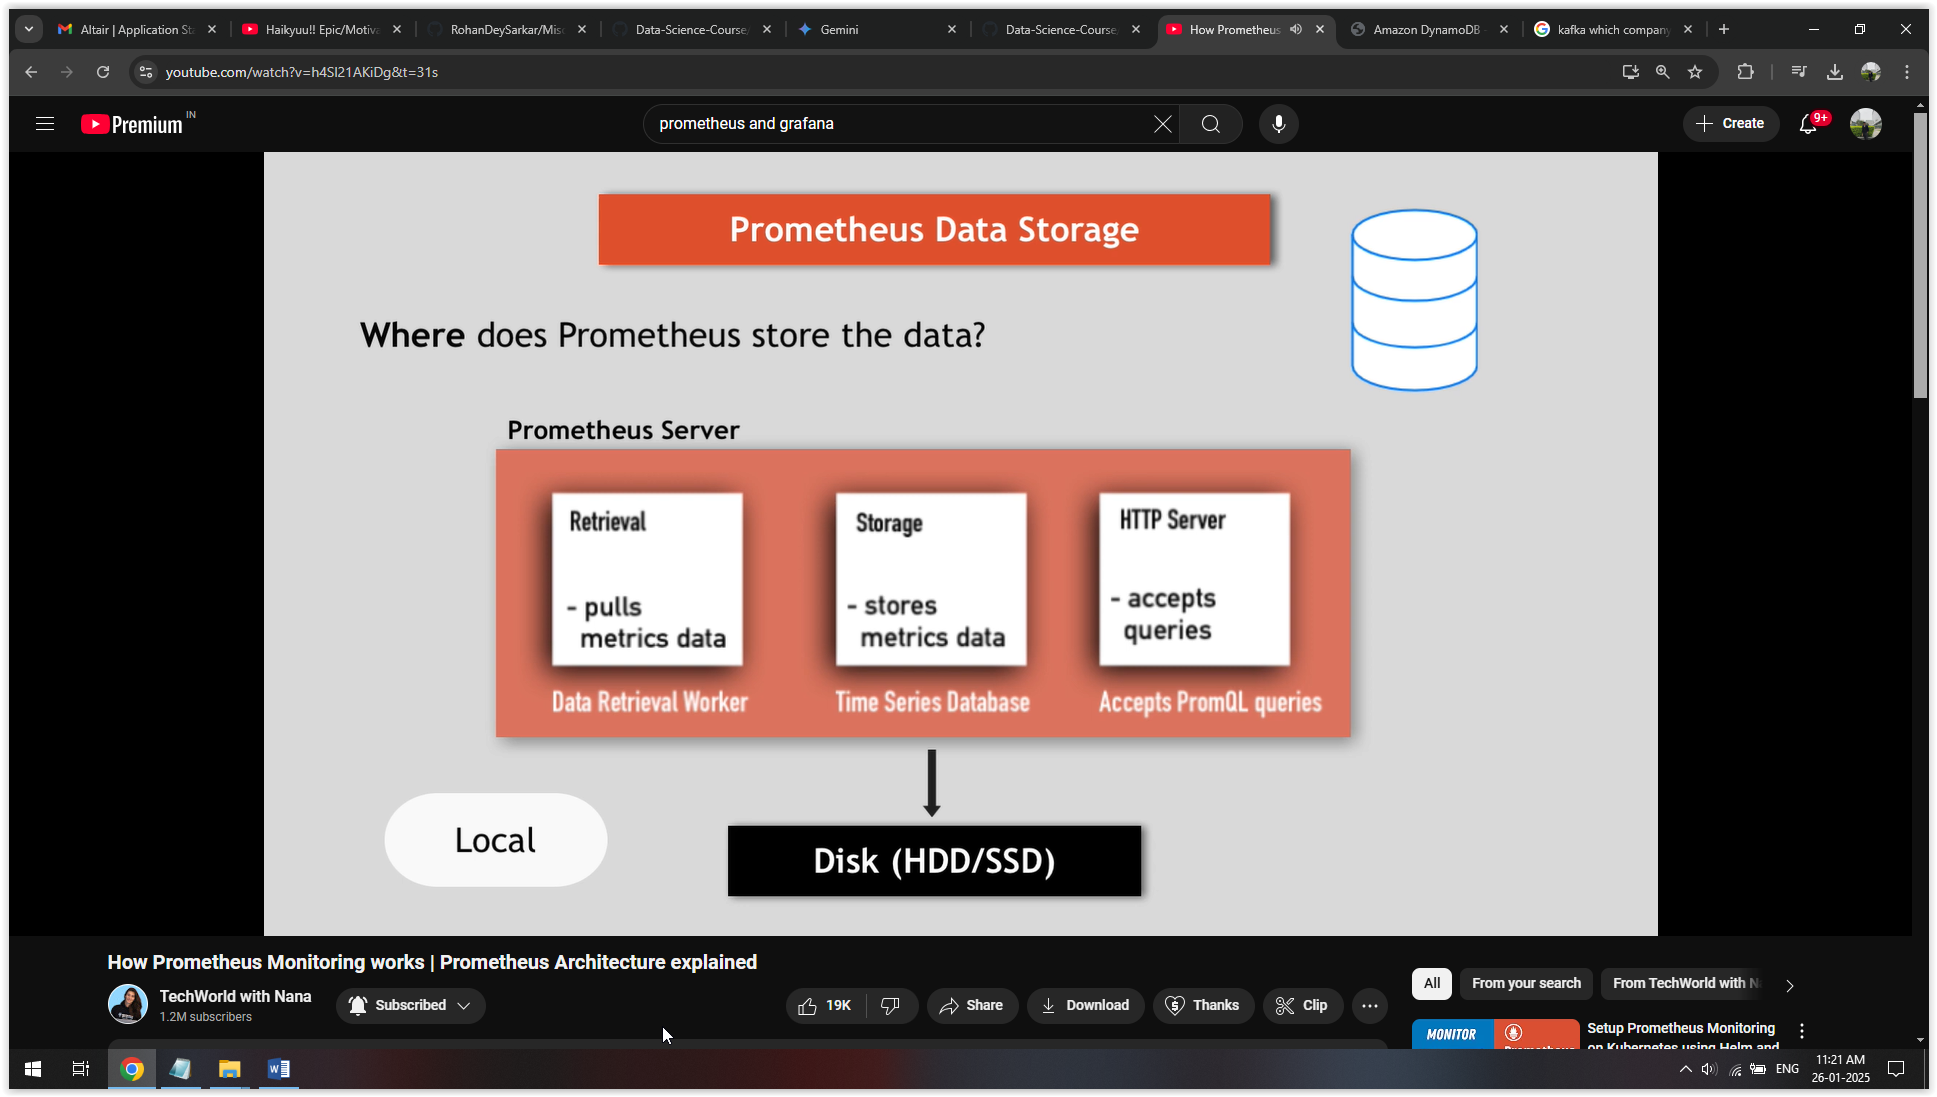 Altair | Application Sta
Haikyuu!! Epic/Motiva
RohanDeySarkar/Misc
Data-Science-Course/
Gemini
Data-Science-Course,
How Prometheus
Amazon DynamoDB -
kafka which company
youtube.com/watch?v=h4Sl21AKiDg&t=31s
Premium IN
prometheus and grafana
Create
9+
Prometheus Data Storage
Where does Prometheus store the data?
Prometheus Server
Retrieval
- pulls
metrics data
Data Retrieval Worker
Storage
- stores
metrics data
Time Series Database
HTTP Server
- accepts
queries
Accepts PromQL queries
Local
Disk (HDD/SSD)
How Prometheus Monitoring works | Prometheus Architecture explained
TechWorld with Nana
1.2M subscribers
Subscribed
19K
Share
Download
Thanks
Clip
All
From your search
From TechWorld with Na
MONITOR
Prometheus
Setup Prometheus Monitoring
on Kubernetes using Helm and
ENG
11:21 AM
26-01-2025